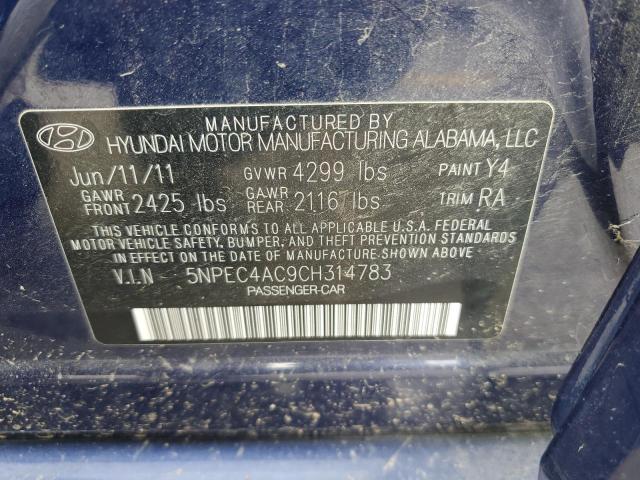 MANUFACTURED BY
HYUNDAI MOTOR MANUFACTURING ALABAMA, LLC
Jun/11/11 GVWR 4299 lbs PAINT Y4
GAWR FRONT 2425 lbs GAWR REAR 2116 lbs TRIM RA
THIS VEHICLE CONFORMS TO ALL APPLICABLE U.S.A. FEDERAL
MOTOR VEHICLE SAFETY, BUMPER, AND THEFT PREVENTION STANDARDS
IN EFFECT ON THE DATE OF MANUFACTURE SHOWN ABOVE.
V.I.N 5NPEC4AC9CH314783
PASSENGER-CAR